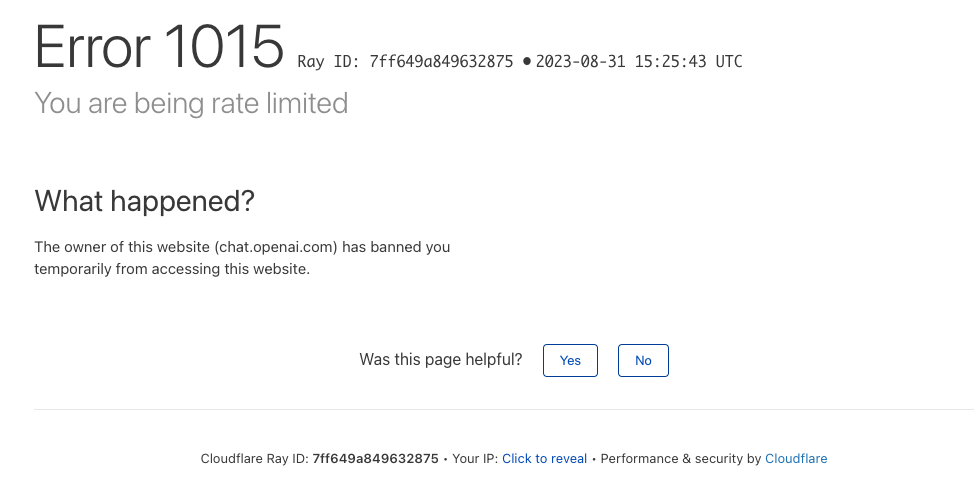 Error 1015 Ray ID: 7ff649a849632875 • 2023-08-31 15:25:43 UTC
You are being rate limited
What happened?
The owner of this website (chat.openai.com) has banned you
temporarily from accessing this website.
Was this page helpful? Yes No
Cloudflare Ray ID: 7ff649a849632875 • Your IP: Click to reveal • Performance & security by Cloudflare